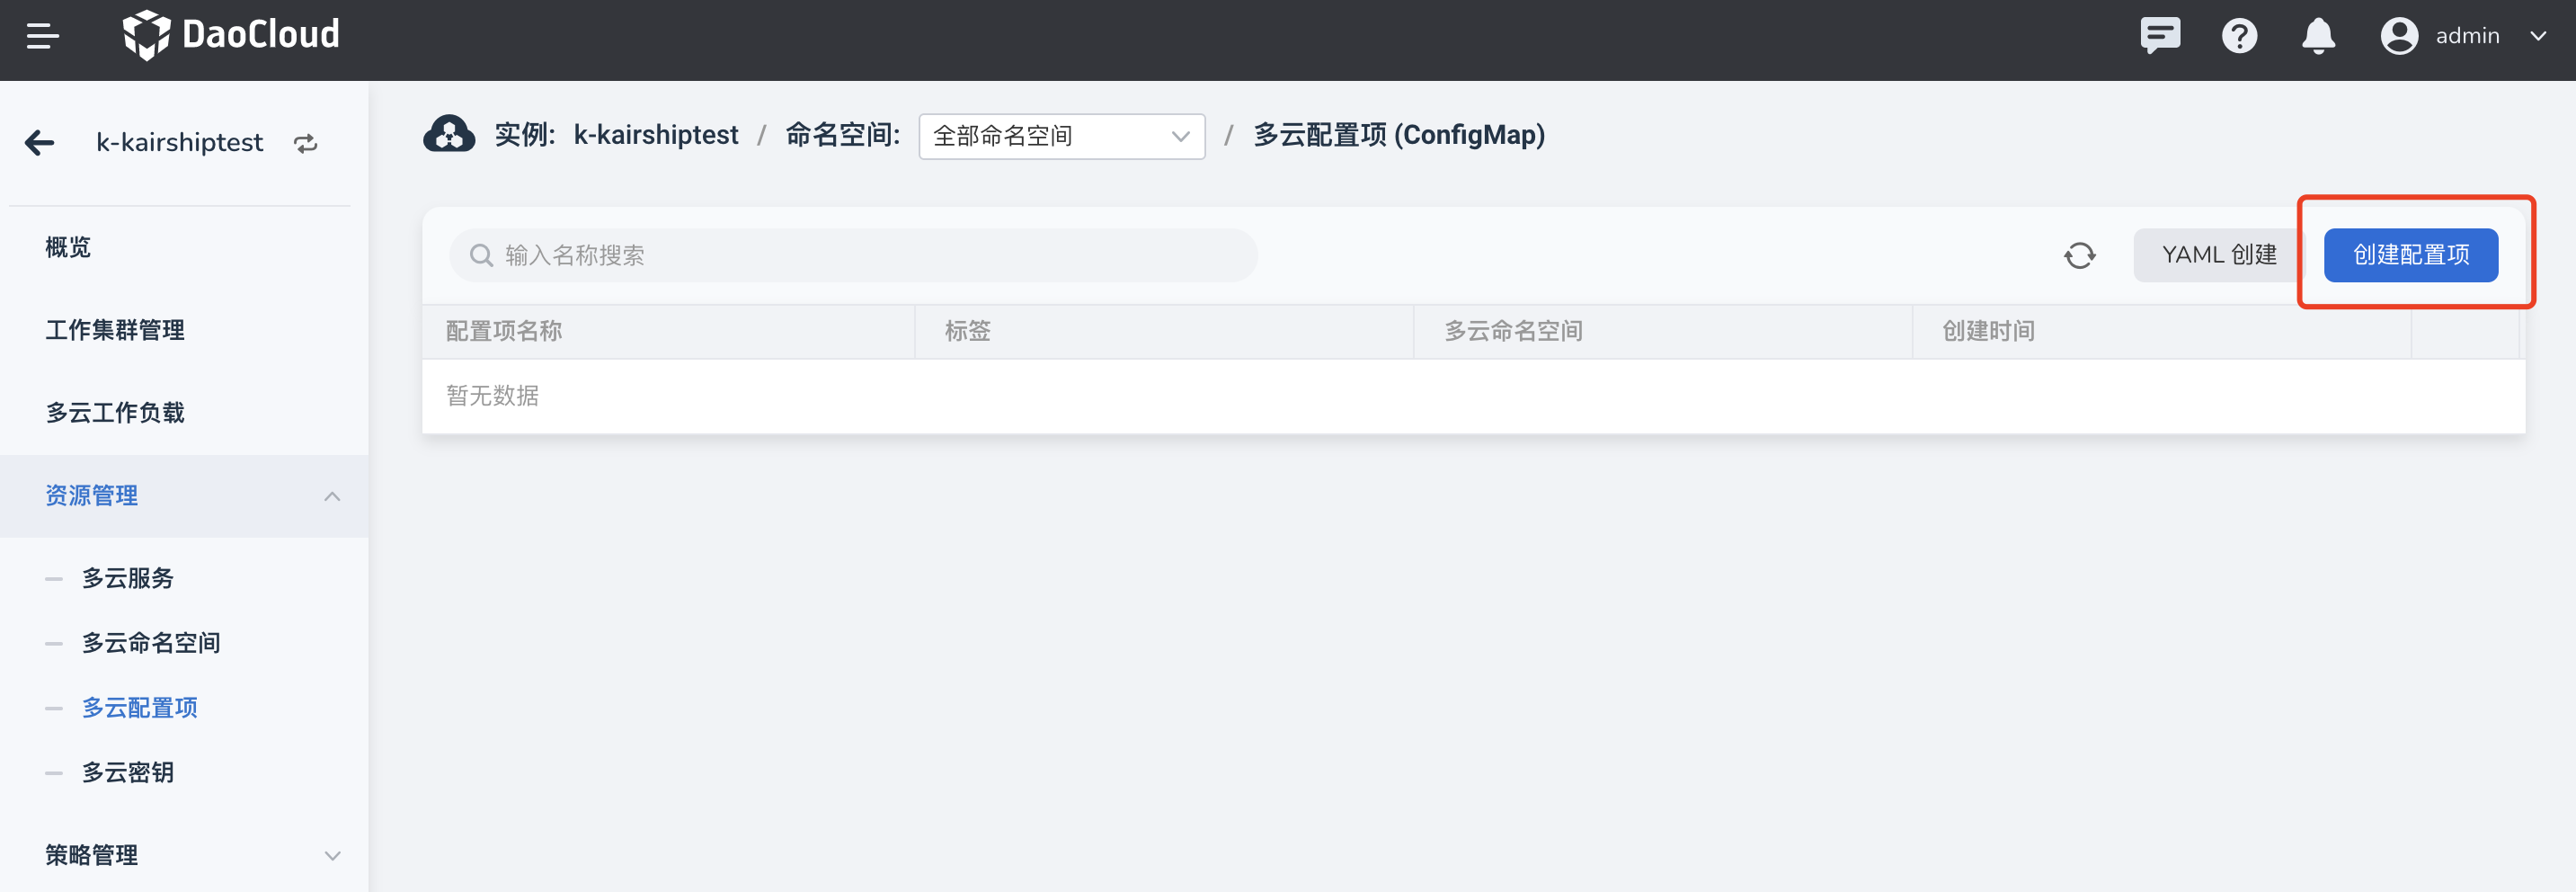 DaoCloud
admin
k-kairshiptest
实例: k-kairshiptest / 命名空间: 全部命名空间 / 多云配置项 (ConfigMap)
概览
工作集群管理
多云工作负载
资源管理
多云服务
多云命名空间
多云配置项
多云密钥
策略管理
输入名称搜索
YAML 创建
创建配置项
配置项名称 标签 多云命名空间 创建时间
暂无数据